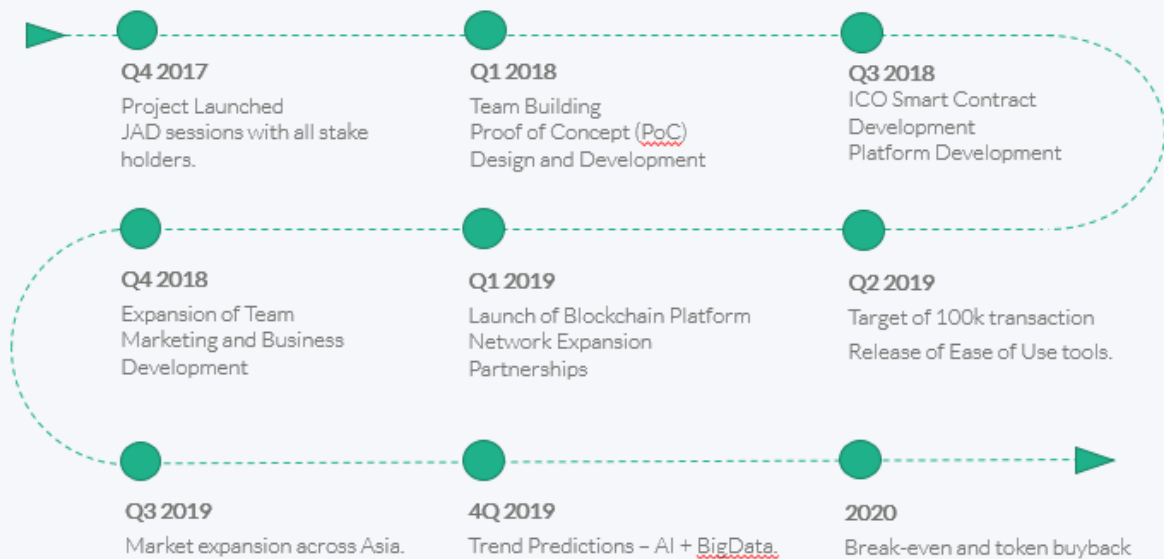 Q4 2017
Project Launched
JAD sessions with all stake
holders.
Q1 2018
Team Building
Proof of Concept (PoC)
Design and Development
Q3 2018
ICO Smart Contract
Development
Platform Development
Q4 2018
Expansion of Team
Marketing and Business
Development
Q1 2019
Launch of Blockchain Platform
Network Expansion
Partnerships
Q2 2019
Target of 100k transaction
Release of Ease of Use tools.
Q3 2019
Market expansion across Asia.
4Q 2019
Trend Predictions – AI + BigData.
2020
Break-even and token buyback